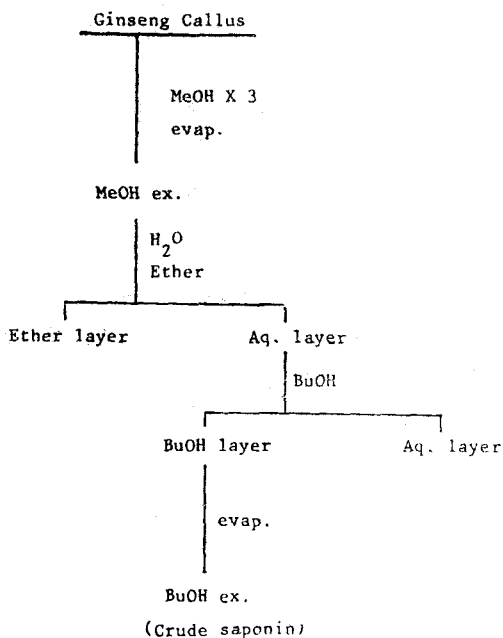 Ginseng Callus
MeOH X 3
evap.
MeOH ex.
H2O
Ether
Ether layer
Aq. layer
BuOH
BuOH layer
Aq. layer
evap.
BuOH ex.
(Crude saponin)